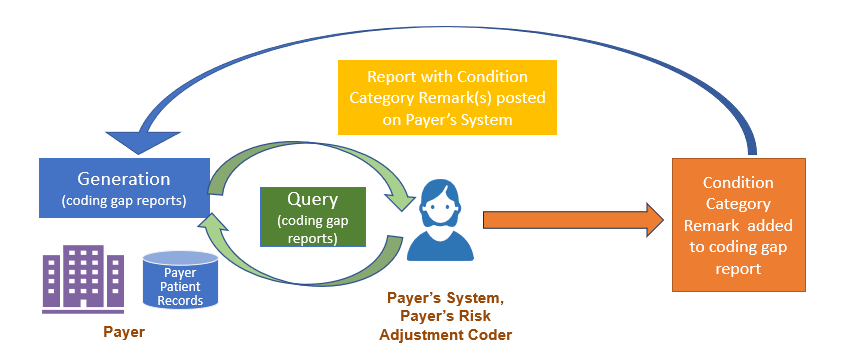 Report with Condition
Category Remark(s) posted
on Payer's System
Generation
(coding gap reports)
Query
(coding gap
reports)
Condition
Category
Remark added
to coding gap
report
Payer
Patient
Records
Payer
Payer's System,
Payer's Risk
Adjustment Coder